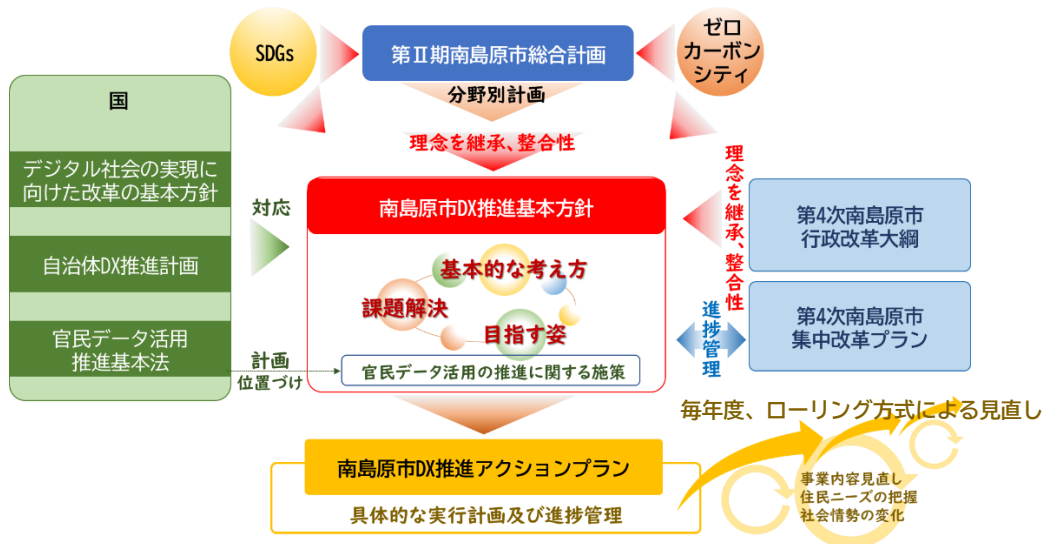 SDGs
第Ⅱ期南島原市総合計画
ゼロ
カーボン
シティ
分野別計画
理念を継承、整合性
国
デジタル社会の実現に
向けた改革の基本方針
自治体DX推進計画
官民データ活用
推進基本法
対応
計画
位置づけ
南島原市DX推進基本方針
基本的な考え方
課題解決
目指す姿
官民データ活用の推進に関する施策
理念を継承、整合性
進捗管理
第4次南島原市
行政改革大綱
第4次南島原市
集中改革プラン
毎年度、ローリング方式による見直し
南島原市DX推進アクションプラン
具体的な実行計画及び進捗管理
事業内容見直し
住民ニーズの把握
社会情勢の変化